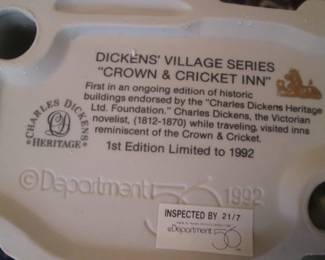 DICKENS' VILLAGE SERIES
"CROWN & CRICKET INN"
First in an ongoing edition of historic
buildings endorsed by the "Charles Dickens Heritage
Ltd. Foundation." Charles Dickens, the Victorian
novelist, (1812-1870) while traveling, visited inns
reminiscent of the Crown & Cricket.
1st Edition Limited to 1992
CHARLES DICKENS
CD
HERITAGE
©Department 56 1992
INSPECTED BY 21/7
©Department 56